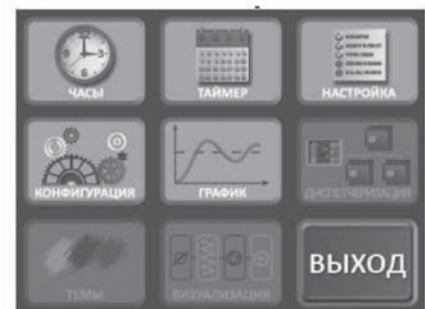 ЧАСЫ
ТАЙМЕР
НАСТРОЙКА
КОНФИГУРАЦИЯ
ГРАФИК
ДИСПЕТЧЕРИЗАЦИЯ
ТЕМЫ
ВИЗУАЛИЗАЦИЯ
ВЫХОД